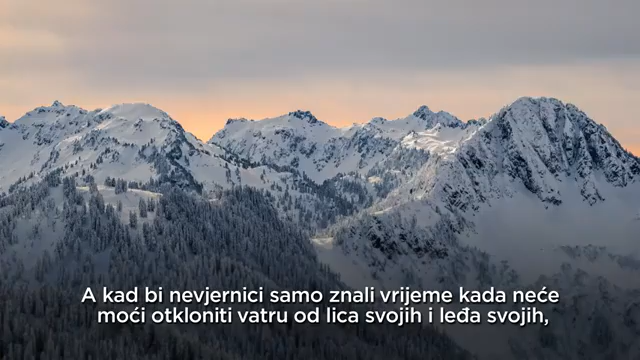 A kad bi nevjernici samo znali vrijeme kada neće
moći otkloniti vatru od lica svojih i leđa svojih,